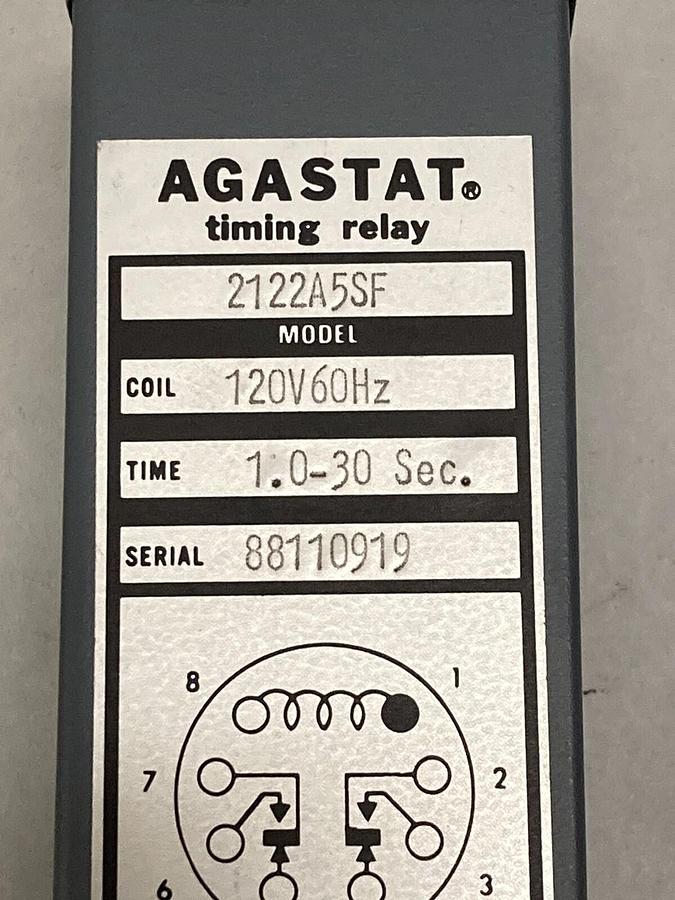 AGASTAT®
timing relay
2122A5SF
MODEL
COIL 120V60Hz
TIME 1.0-30 Sec.
SERIAL 88110919
8 1
7 2
6 3